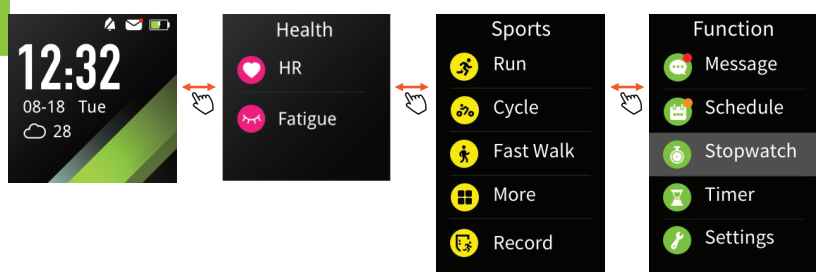 12:32
08-18 Tue
28
Health
HR
Fatigue
Sports
Run
Cycle
Fast Walk
More
Record
Function
Message
Schedule
Stopwatch
Timer
Settings